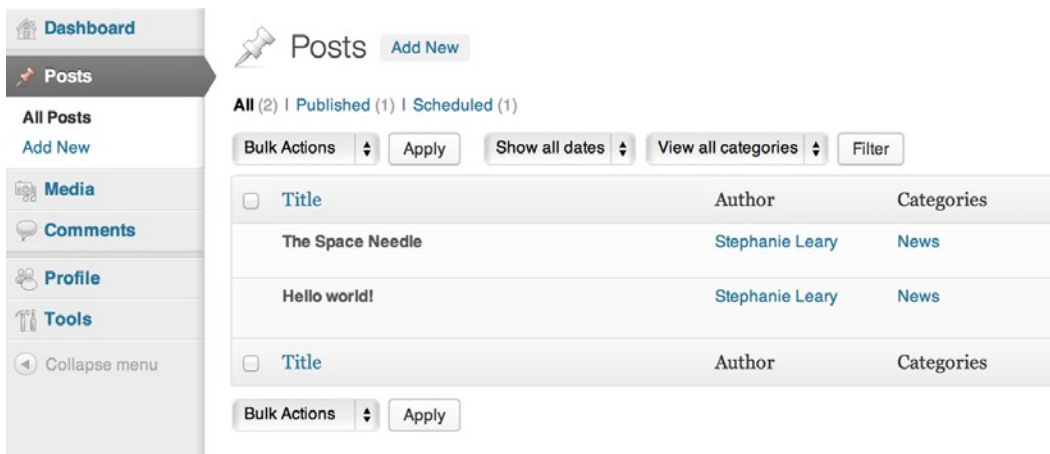 Dashboard
Posts
All Posts
Add New
Media
Comments
Profile
Tools
Collapse menu
Posts Add New
All (2) | Published (1) | Scheduled (1)
Bulk Actions Apply Show all dates View all categories Filter
Title Author Categories
The Space Needle Stephanie Leary News
Hello world! Stephanie Leary News
Title Author Categories
Bulk Actions Apply